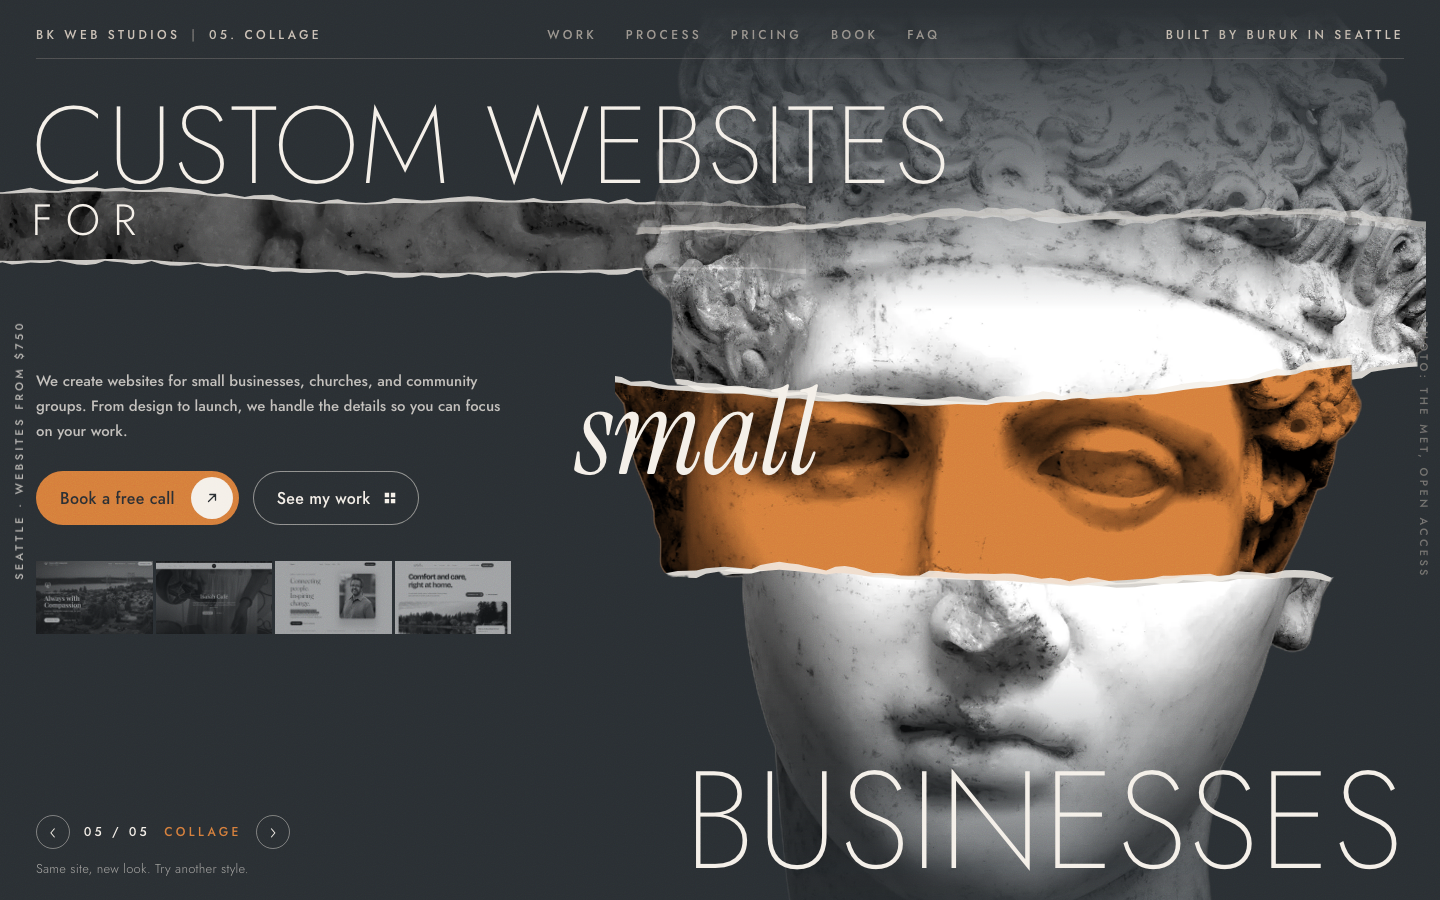 BK WEB STUDIOS | 05. COLLAGE
WORK PROCESS PRICING BOOK FAQ
BUILT BY BURUK IN SEATTLE
CUSTOM WEBSITES
FOR
small
BUSINESSES
SEATTLE · WEBSITES FROM $750
We create websites for small businesses, churches, and community
groups. From design to launch, we handle the details so you can focus
on your work.
Book a free call
See my work
Always with
Compassion
Connecting
people.
Inspiring
change.
Comfort and care,
right at home.
THE MET, OPEN ACCESS
05 / 05 COLLAGE
Same site, new look. Try another style.